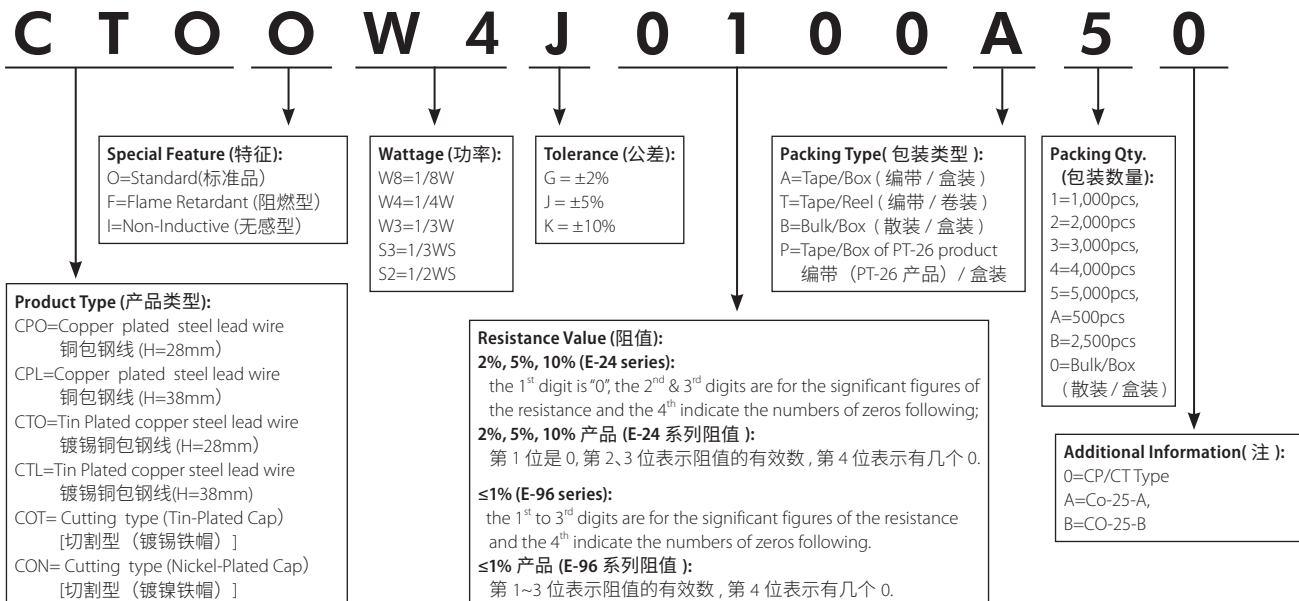 CTOOW4J0100A50
Special Feature (特征):
O=Standard(标准品）
F=Flame Retardant (阻燃型）
I=Non-Inductive (无感型）
Wattage (功率):
W8=1/8W
W4=1/4W
W3=1/3W
S3=1/3WS
S2=1/2WS
Tolerance (公差):
G = ±2%
J = ±5%
K = ±10%
Packing Type( 包装类型 ):
A=Tape/Box ( 编带 / 盒装 )
T=Tape/Reel ( 编带 / 卷装 )
B=Bulk/Box ( 散装 / 盒装 )
P=Tape/Box of PT-26 product
编带（PT-26 产品）/ 盒装
Packing Qty.
(包装数量):
1=1,000pcs,
2=2,000pcs
3=3,000pcs,
4=4,000pcs
5=5,000pcs,
A=500pcs
B=2,500pcs
0=Bulk/Box
( 散装 / 盒装 )
Product Type (产品类型):
CPO=Copper plated steel lead wire
铜包钢线 (H=28mm）
CPL=Copper plated steel lead wire
铜包钢线 (H=38mm）
CTO=Tin Plated copper steel lead wire
镀锡铜包钢线 (H=28mm）
CTL=Tin Plated copper steel lead wire
镀锡铜包钢线(H=38mm)
COT= Cutting type (Tin-Plated Cap）
[切割型（镀锡铁帽）]
CON= Cutting type (Nickel-Plated Cap）
[切割型（镀镍铁帽）]
Resistance Value (阻值):
2%, 5%, 10% (E-24 series):
the 1st digit is “0”, the 2nd & 3rd digits are for the significant figures of
the resistance and the 4th indicate the numbers of zeros following;
2%, 5%, 10% 产品 (E-24 系列阻值 ):
第 1 位是 0, 第 2、3 位表示阻值的有效数 , 第 4 位表示有几个 0.
≤1% (E-96 series):
the 1st to 3rd digits are for the significant figures of the resistance
and the 4th indicate the numbers of zeros following.
≤1% 产品 (E-96 系列阻值 ):
第 1~3 位表示阻值的有效数 , 第 4 位表示有几个 0.
Additional Information( 注 ):
0=CP/CT Type
A=Co-25-A,
B=CO-25-B